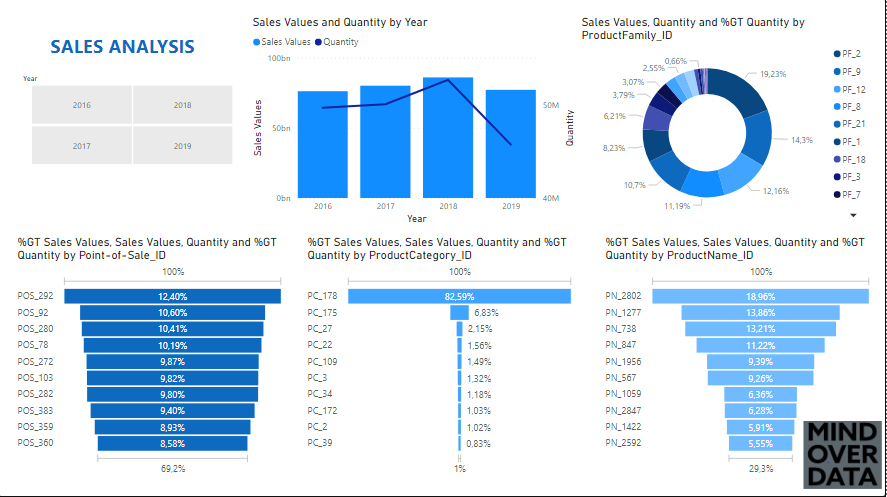 SALES ANALYSIS
Year
2016
2018
2017
2019
Sales Values and Quantity by Year
Sales Values Quantity
100bn
50bn
0bn
Sales Values
50M
40M
Quantity
2016 2017 2018 2019
Year
Sales Values, Quantity and %GT Quantity by
ProductFamily_ID
0,66%
2,55%
3,07%
3,79%
6,21%
8,23%
10,7%
11,19%
12,16%
14,3%
19,23%
PF_2
PF_9
PF_12
PF_8
PF_21
PF_1
PF_18
PF_3
PF_7
%GT Sales Values, Sales Values, Quantity and %GT
Quantity by Point-of-Sale_ID
100%
POS_292 12,40%
POS_92 10,60%
POS_280 10,41%
POS_78 10,19%
POS_272 9,87%
POS_103 9,82%
POS_282 9,80%
POS_383 9,40%
POS_359 8,93%
POS_360 8,58%
69,2%
%GT Sales Values, Sales Values, Quantity and %GT
Quantity by ProductCategory_ID
100%
PC_178 82,59%
PC_175 6,83%
PC_27 2,15%
PC_22 1,56%
PC_109 1,49%
PC_3 1,32%
PC_34 1,18%
PC_172 1,03%
PC_2 1,02%
PC_39 0,83%
1%
%GT Sales Values, Sales Values, Quantity and %GT
Quantity by ProductName_ID
100%
PN_2802 18,96%
PN_1277 13,86%
PN_738 13,21%
PN_847 11,22%
PN_1956 9,39%
PN_567 9,26%
PN_1059 6,36%
PN_2847 6,28%
PN_1422 5,91%
PN_2592 5,55%
29,3%
MIND
OVER
DATA